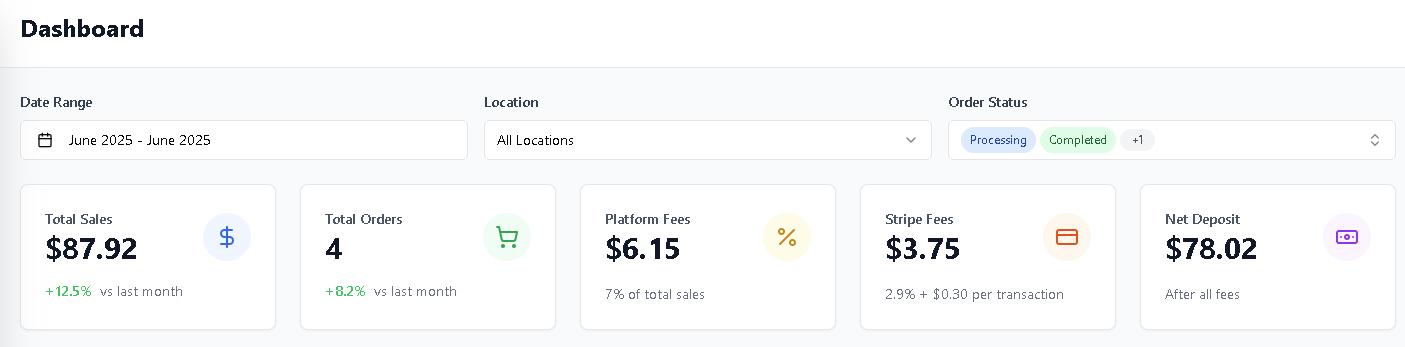 Dashboard
Date Range
Location
Order Status
June 2025 - June 2025
All Locations
Processing
Completed
+1
Total Sales
$87.92
+12.5% vs last month
Total Orders
4
+8.2% vs last month
Platform Fees
$6.15
7% of total sales
Stripe Fees
$3.75
2.9% + $0.30 per transaction
Net Deposit
$78.02
After all fees